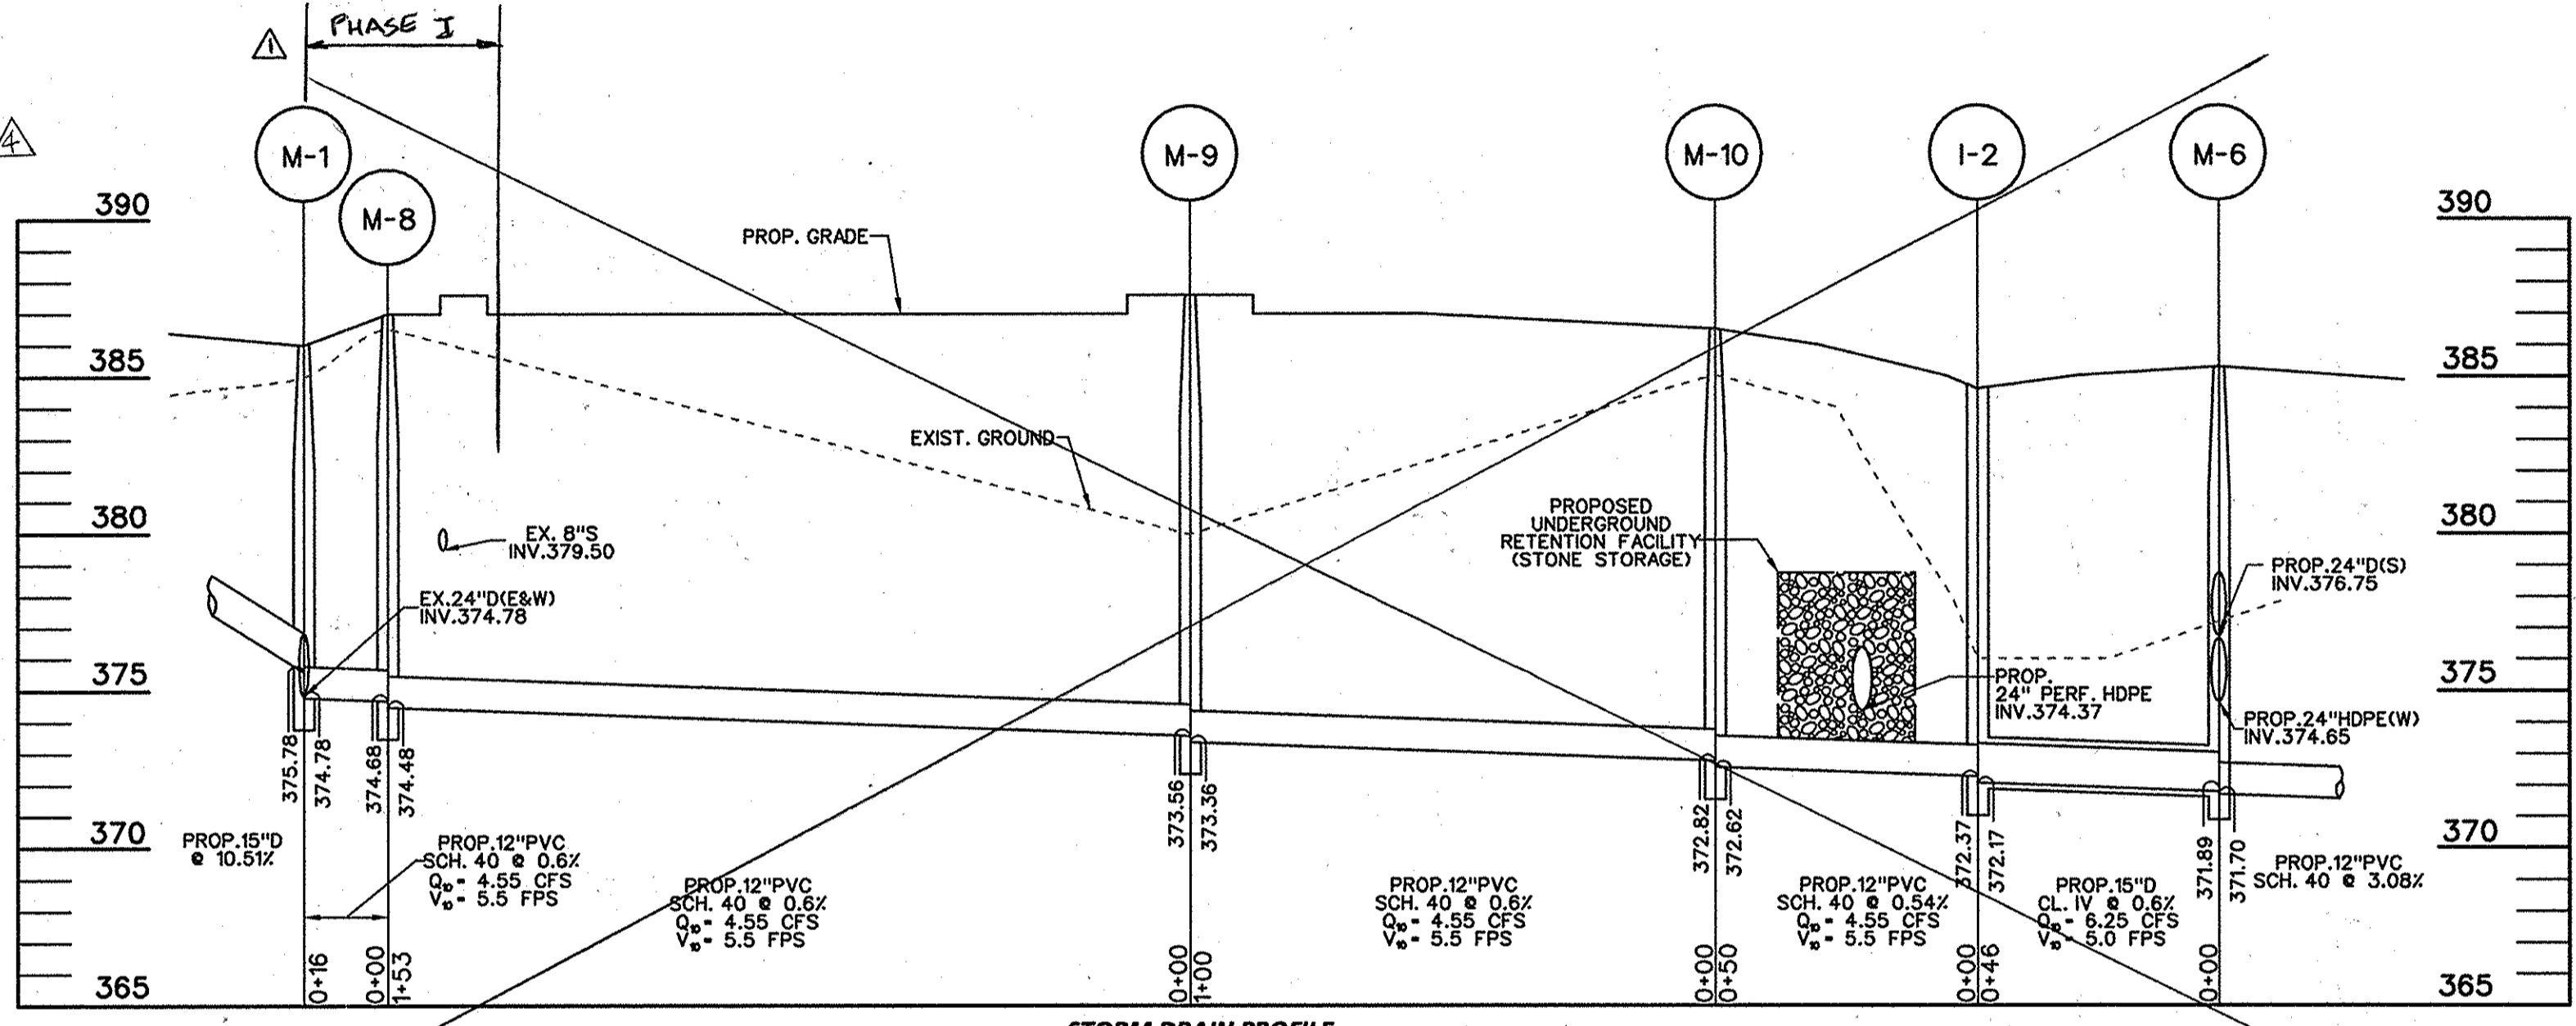 PHASE I
1
4
M-1
M-8
M-9
M-10
I-2
M-6
390
390
PROP. GRADE
385
385
EXIST. GROUND
380
380
EX. 8"S
INV.379.50
PROPOSED
UNDERGROUND
RETENTION FACILITY
(STONE STORAGE)
PROP.24"D(S)
INV.376.75
EX.24"D(E&W)
INV.374.78
375
375
PROP.
24" PERF. HDPE
INV.374.37
PROP.24"HDPE(W)
INV.374.65
375.78
374.78
374.68
374.48
373.56
373.36
372.82
372.62
372.37
372.17
371.89
371.70
370
370
PROP.15"D
@ 10.51%
PROP.12"PVC
SCH. 40 @ 0.6%
Q₁₀= 4.55 CFS
V₁₀= 5.5 FPS
PROP.12"PVC
SCH. 40 @ 0.6%
Q₁₀= 4.55 CFS
V₁₀= 5.5 FPS
PROP.12"PVC
SCH. 40 @ 0.6%
Q₁₀= 4.55 CFS
V₁₀= 5.5 FPS
PROP.12"PVC
SCH. 40 @ 0.54%
Q₁₀= 4.55 CFS
V₁₀= 5.5 FPS
PROP.15"D
CL. IV @ 0.6%
Q₁₀= 6.25 CFS
V₁₀= 5.0 FPS
PROP.12"PVC
SCH. 40 @ 3.08%
0+16
0+00
1+53
0+00
1+00
0+00
0+50
0+00
0+46
0+00
365
365
STORM DRAIN PROFILE